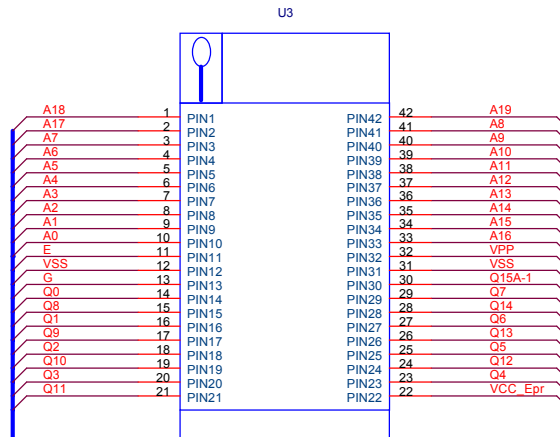 U3
A18 1 PIN1 PIN42 42 A19
A17 2 PIN2 PIN41 41 A8
A7 3 PIN3 PIN40 40 A9
A6 4 PIN4 PIN39 39 A10
A5 5 PIN5 PIN38 38 A11
A4 6 PIN6 PIN37 37 A12
A3 7 PIN7 PIN36 36 A13
A2 8 PIN8 PIN35 35 A14
A1 9 PIN9 PIN34 34 A15
A0 10 PIN10 PIN33 33 A16
E 11 PIN11 PIN32 32 VPP
VSS 12 PIN12 PIN31 31 VSS
G 13 PIN13 PIN30 30 Q15A-1
Q0 14 PIN14 PIN29 29 Q7
Q8 15 PIN15 PIN28 28 Q14
Q1 16 PIN16 PIN27 27 Q6
Q9 17 PIN17 PIN26 26 Q13
Q2 18 PIN18 PIN25 25 Q5
Q10 19 PIN19 PIN24 24 Q12
Q3 20 PIN20 PIN23 23 Q4
Q11 21 PIN21 PIN22 22 VCC_Epr